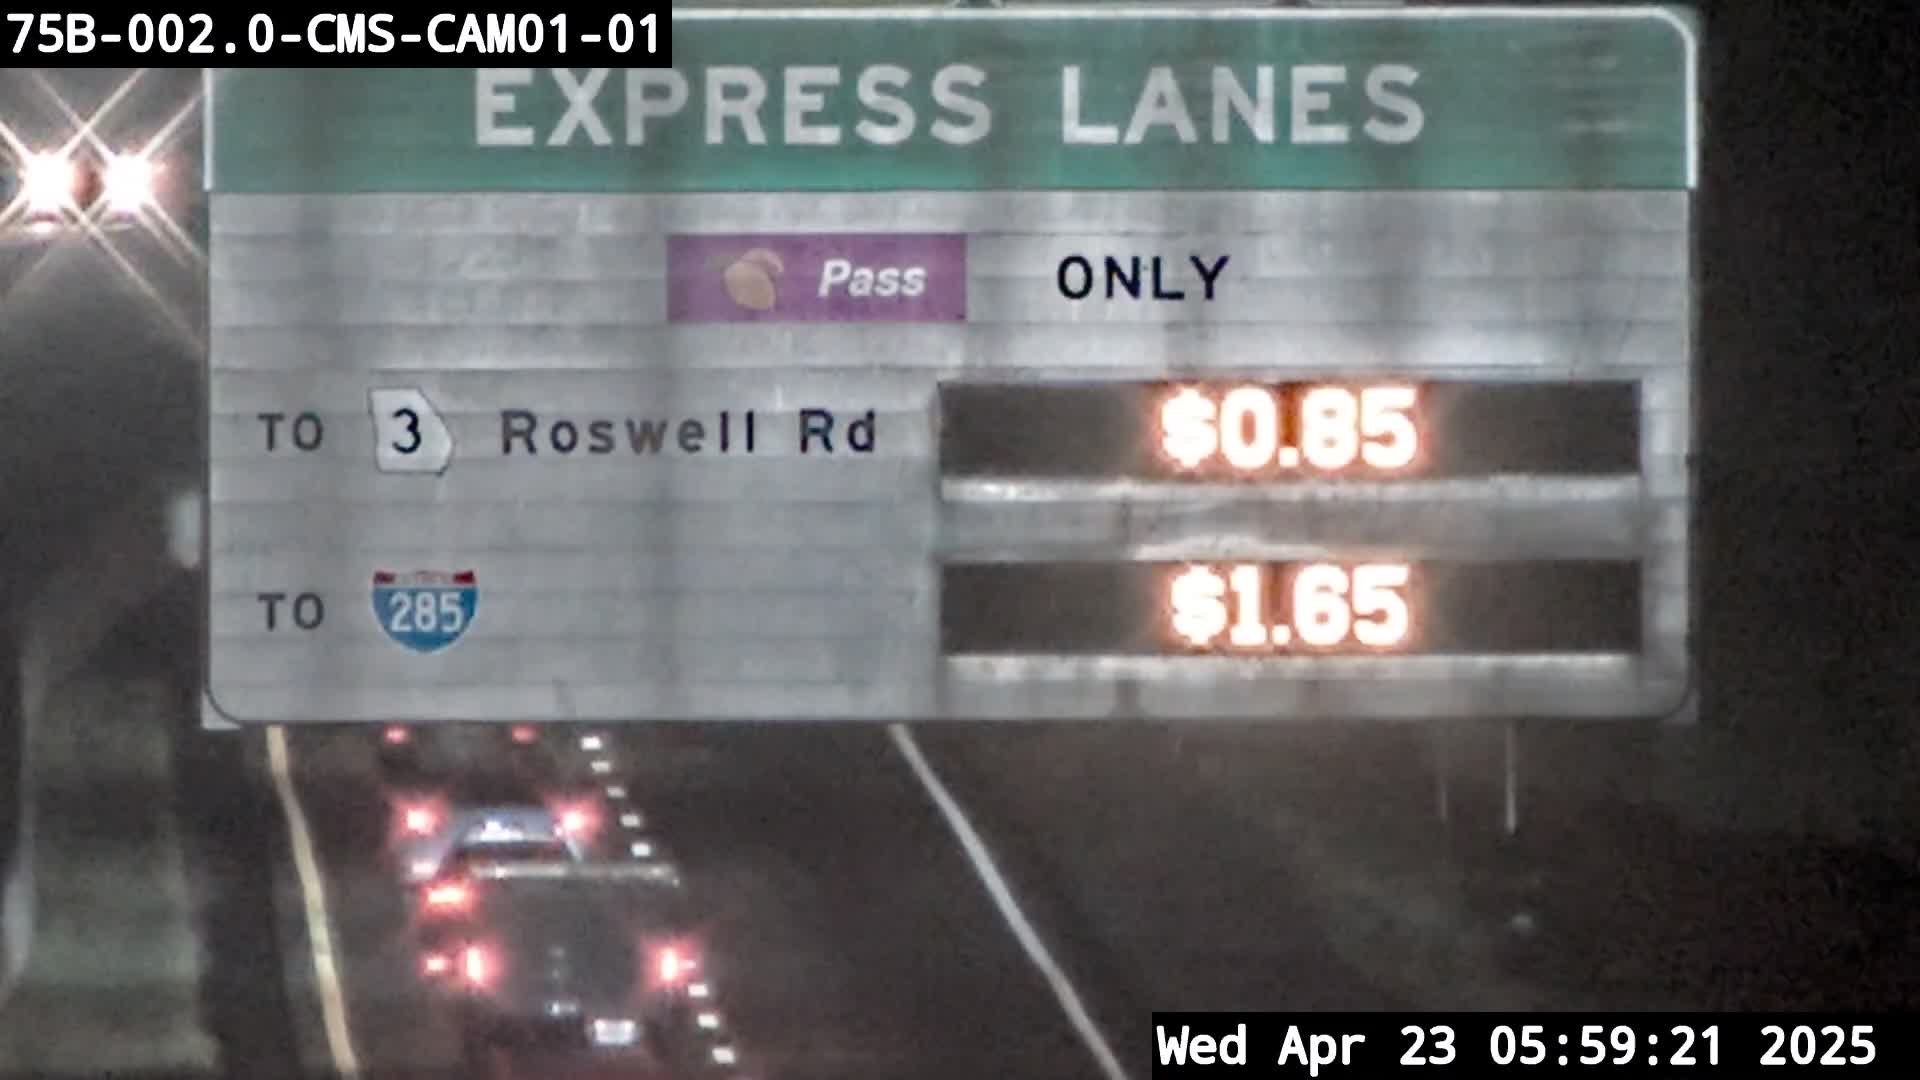 75B-002.0-CMS-CAM01-01
EXPRESS LANES
Pass ONLY
TO 3 Roswell Rd $0.85
TO 285 $1.65
Wed Apr 23 05:59:21 2025